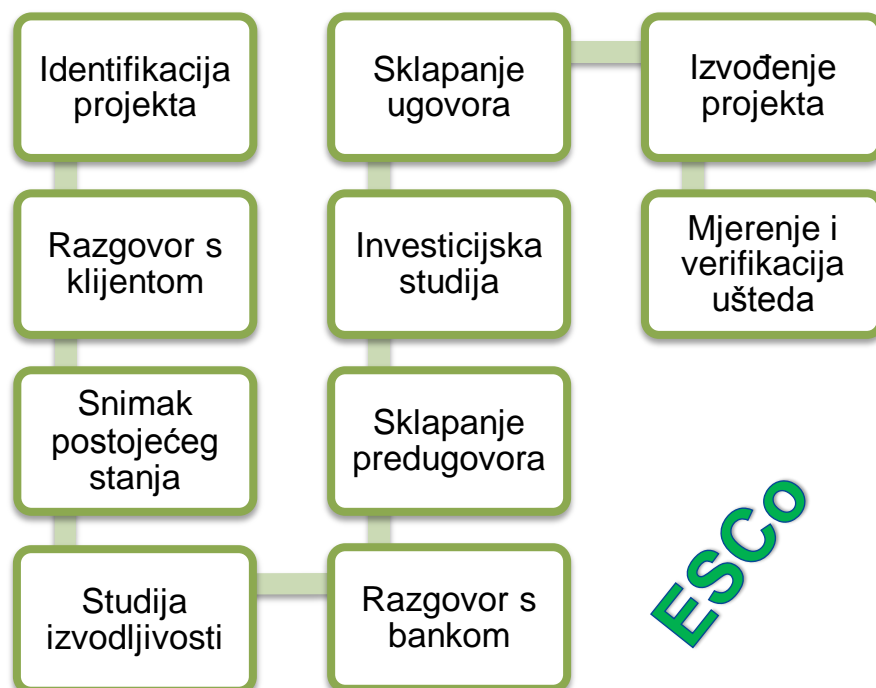 Identifikacija
projekta
Razgovor s
klijentom
Snimak
postojećeg
stanja
Studija
izvodljivosti
Razgovor s
bankom
Sklapanje
predugovora
Investicijska
studija
Sklapanje
ugovora
Izvođenje
projekta
Mjerenje i
verifikacija
ušteda
ESCo